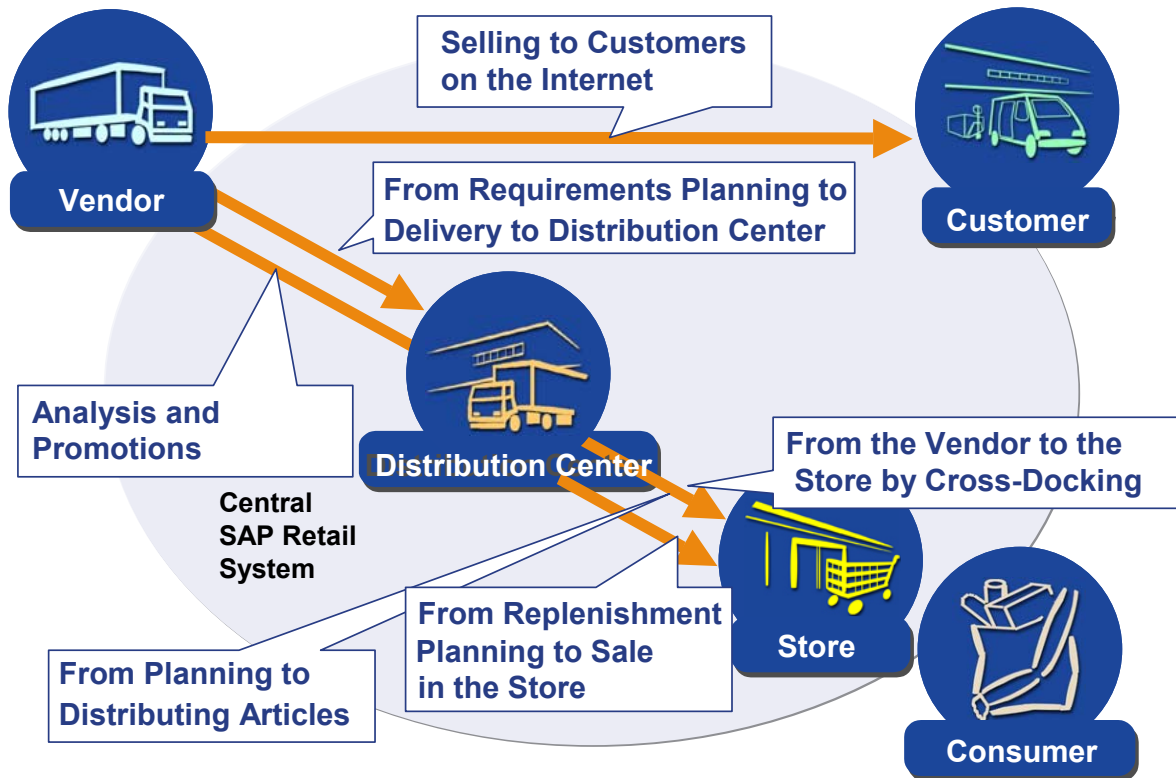 Selling to Customers
on the Internet
Vendor
Customer
From Requirements Planning to
Delivery to Distribution Center
Analysis and
Promotions
Distribution Center
From the Vendor to the
Store by Cross-Docking
Central
SAP Retail
System
From Replenishment
Planning to Sale
in the Store
Store
From Planning to
Distributing Articles
Consumer